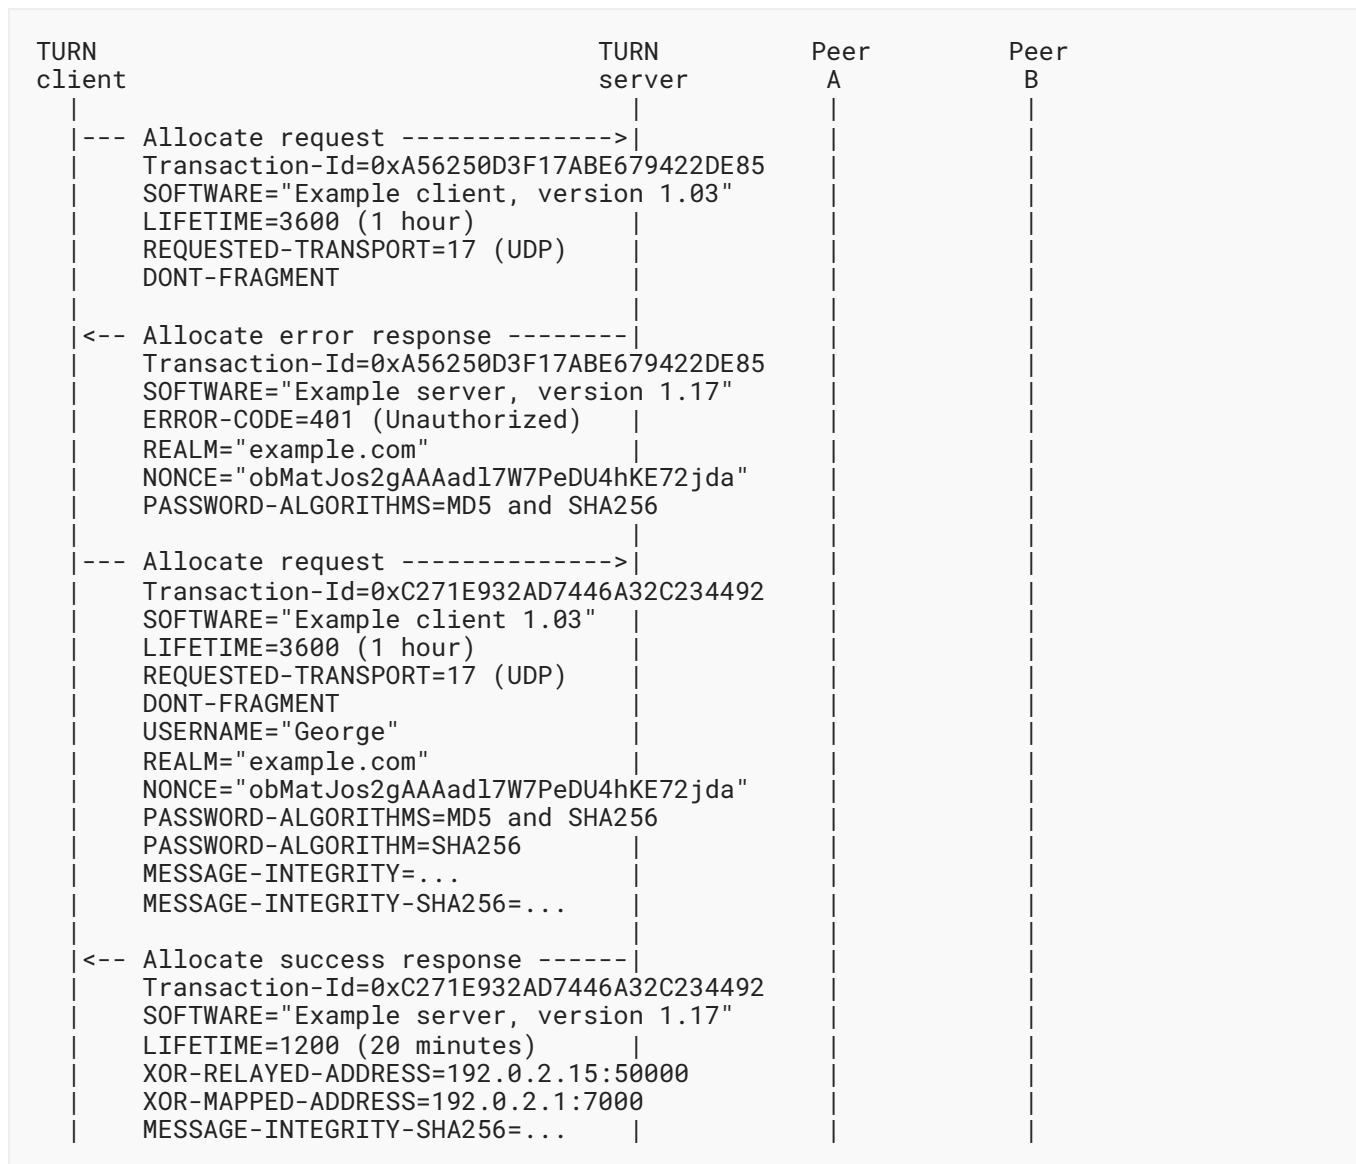 TURN                                 TURN          Peer         Peer
client                               server         A            B
  |                                    |            |            |
  |--- Allocate request -------------->|            |            |
  |    Transaction-Id=0xA56250D3F17ABE679422DE85    |            |
  |    SOFTWARE="Example client, version 1.03"      |            |
  |    LIFETIME=3600 (1 hour)          |            |            |
  |    REQUESTED-TRANSPORT=17 (UDP)    |            |            |
  |    DONT-FRAGMENT                   |            |            |
  |                                    |            |            |
  |<-- Allocate error response --------|            |            |
  |    Transaction-Id=0xA56250D3F17ABE679422DE85    |            |
  |    SOFTWARE="Example server, version 1.17"      |            |
  |    ERROR-CODE=401 (Unauthorized)   |            |            |
  |    REALM="example.com"             |            |            |
  |    NONCE="obMatJos2gAAAadl7W7PeDU4hKE72jda"     |            |
  |    PASSWORD-ALGORITHMS=MD5 and SHA256           |            |
  |                                    |            |            |
  |--- Allocate request -------------->|            |            |
  |    Transaction-Id=0xC271E932AD7446A32C234492    |            |
  |    SOFTWARE="Example client 1.03"  |            |            |
  |    LIFETIME=3600 (1 hour)          |            |            |
  |    REQUESTED-TRANSPORT=17 (UDP)    |            |            |
  |    DONT-FRAGMENT                   |            |            |
  |    USERNAME="George"               |            |            |
  |    REALM="example.com"             |            |            |
  |    NONCE="obMatJos2gAAAadl7W7PeDU4hKE72jda"     |            |
  |    PASSWORD-ALGORITHMS=MD5 and SHA256           |            |
  |    PASSWORD-ALGORITHM=SHA256       |            |            |
  |    MESSAGE-INTEGRITY=...           |            |            |
  |    MESSAGE-INTEGRITY-SHA256=...    |            |            |
  |                                    |            |            |
  |<-- Allocate success response ------|            |            |
  |    Transaction-Id=0xC271E932AD7446A32C234492    |            |
  |    SOFTWARE="Example server, version 1.17"      |            |
  |    LIFETIME=1200 (20 minutes)      |            |            |
  |    XOR-RELAYED-ADDRESS=192.0.2.15:50000         |            |
  |    XOR-MAPPED-ADDRESS=192.0.2.1:7000            |            |
  |    MESSAGE-INTEGRITY-SHA256=...    |            |            |